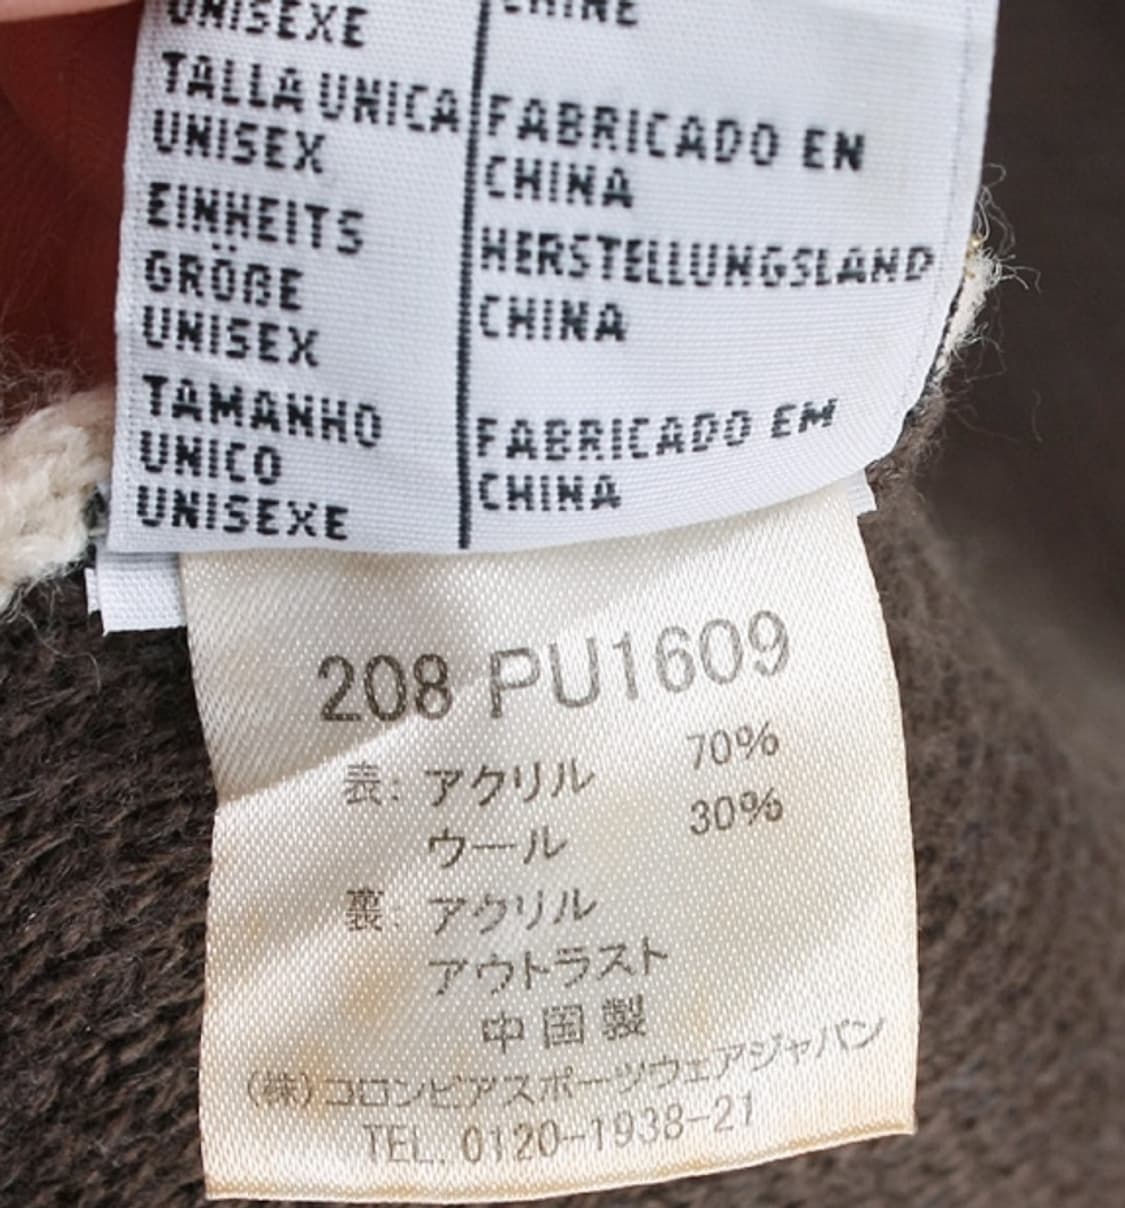 UNISEXE
TALLA UNICA
UNISEX
EINHEITS
GRÖßE
UNISEX
TAMANHO
UNICO
UNISEXE
CHINE
FABRICADO EN
CHINA
HERSTELLUNGSLAND
CHINA
FABRICADO EM
CHINA
208 PU1609
表: アクリル 70%
ウール 30%
裏: アクリル
アウトラスト
中国製
(株)コロンビアスポーツウェアジャパン
TEL. 0120-1938-21